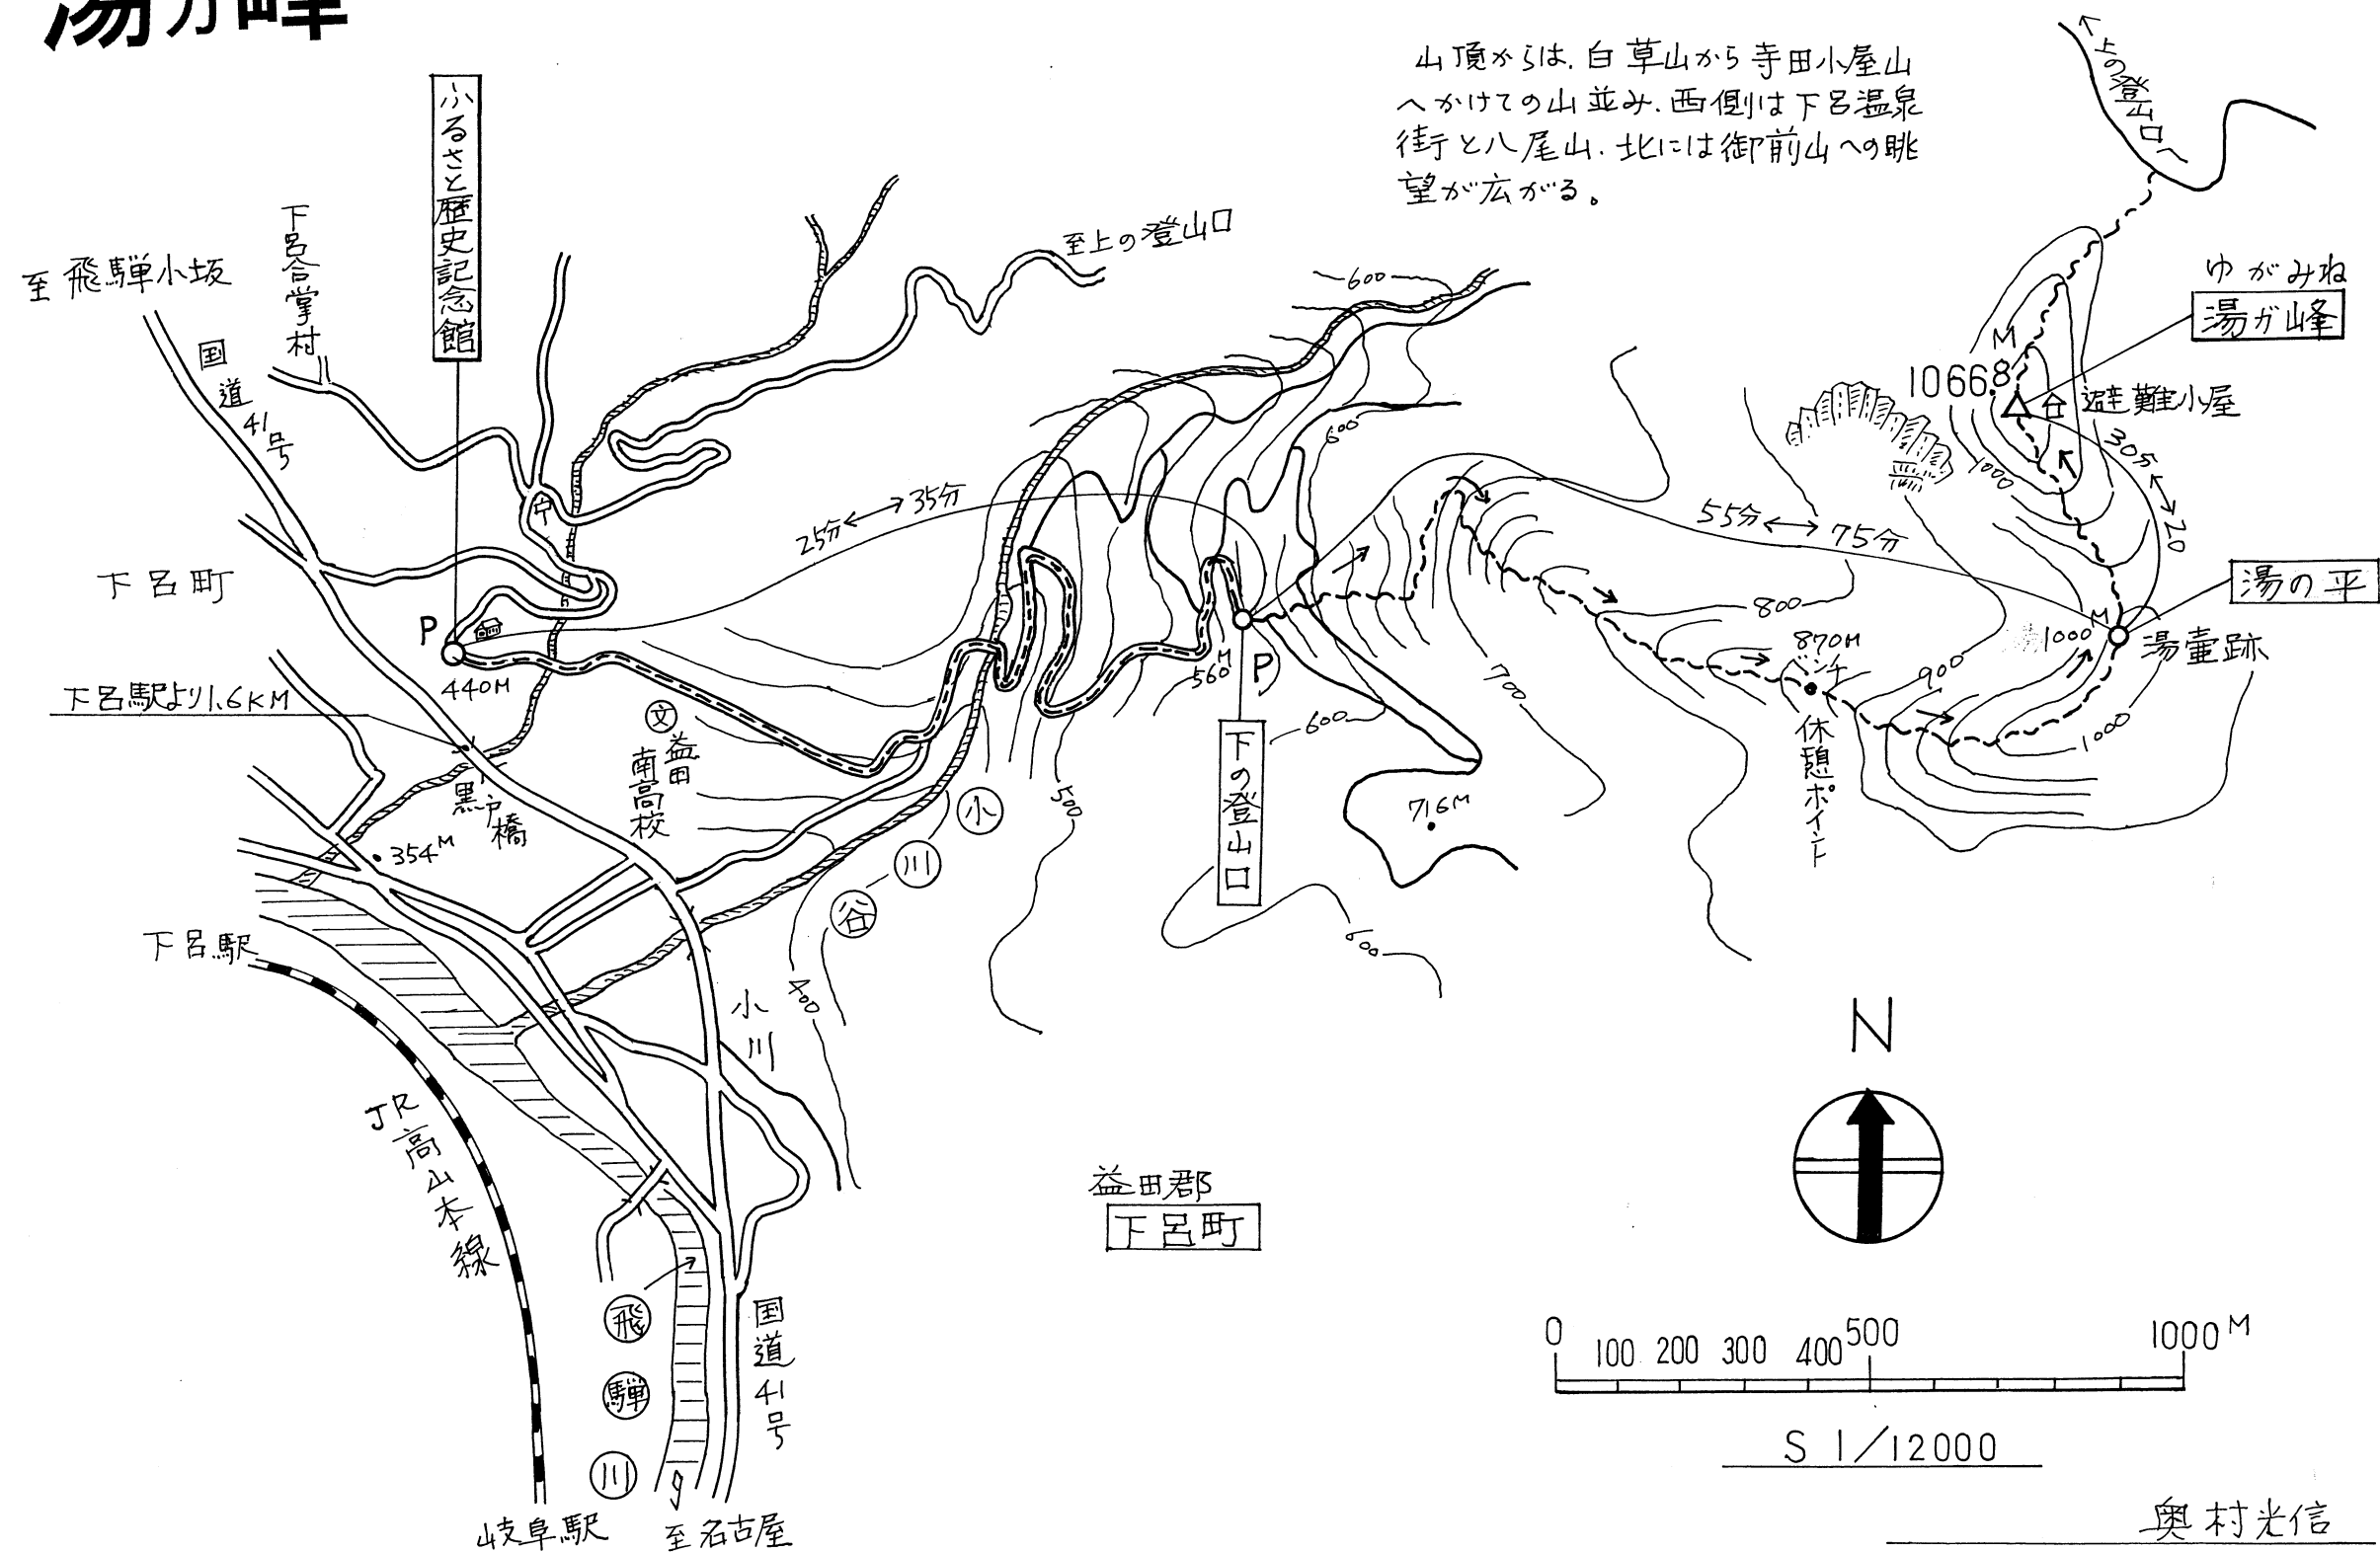 湯ガ峰
山頂からは、白草山から寺田小屋山
へかけての山並み、西側は下呂温泉
街と八尾山、北には御前山への眺
望が広がる。
↑上の登山口へ
ふるさと歴史記念館
下呂合掌村
至飛騨小坂
国道41号
至上の登山口
ゆがみね
湯ガ峰
1066.8M
避難小屋
30分↔20
600
600
1000
25分↔35分
55分↔75分
下呂町
P
440M
下呂駅より1.6KM
文
益田
南高校
黒戸橋
354M
下呂駅
小川谷
500
560M
P
下の登山口
600
716M
600
700
800
870M
ベンチ
休憩ポイント
900
1000M
湯の平
湯壷跡
1000
400
小川
JR高山本線
飛騨川
国道41号
岐阜駅
至名古屋
益田郡
下呂町
N
0 100 200 300 400 500 1000M
S 1/12000
奥村光信